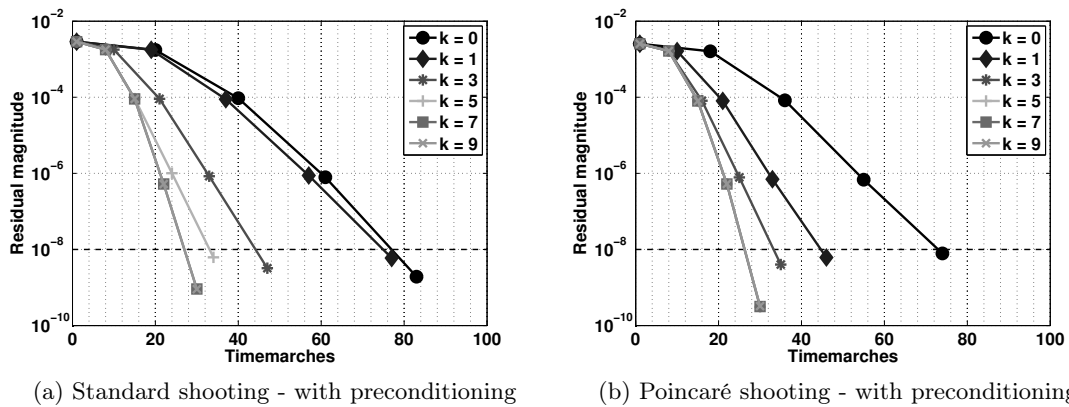 10−2
10−4
10−6
10−8
10−10
Residual magnitude
0 20 40 60 80 100
Timemarches
k = 0
k = 1
k = 3
k = 5
k = 7
k = 9
(a) Standard shooting - with preconditioning
10−2
10−4
10−6
10−8
10−10
Residual magnitude
0 20 40 60 80 100
Timemarches
k = 0
k = 1
k = 3
k = 5
k = 7
k = 9
(b) Poincaré shooting - with preconditioning